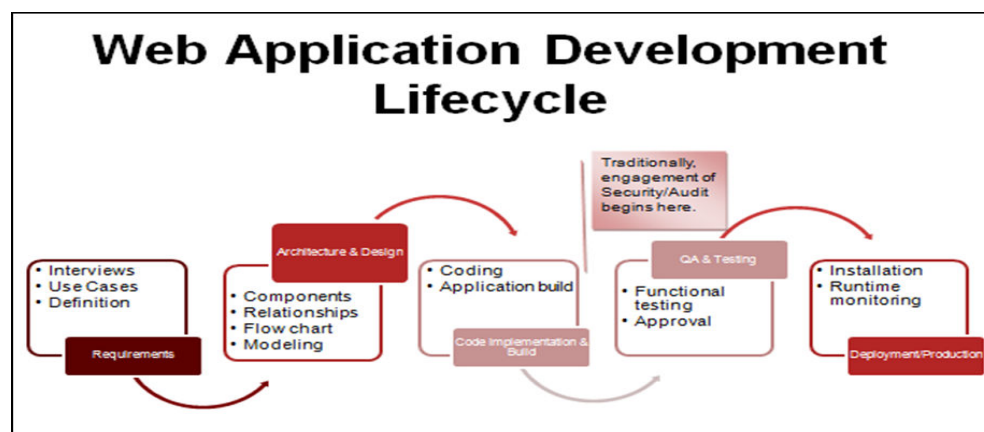 Web Application Development
Lifecycle
Traditionally,
engagement of
Security/Audit
begins here.
• Interviews
• Use Cases
• Definition
Requirements
Architecture & Design
• Components
• Relationships
• Flow chart
• Modeling
• Coding
• Application build
Code Implementation &
Build
QA & Testing
• Functional
testing
• Approval
• Installation
• Runtime
monitoring
Deployment/Production